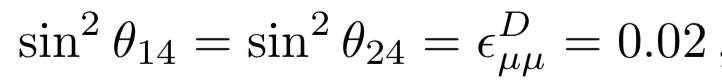 sin² θ₁₄ = sin² θ₂₄ = ϵ^D_μμ = 0.02 ,